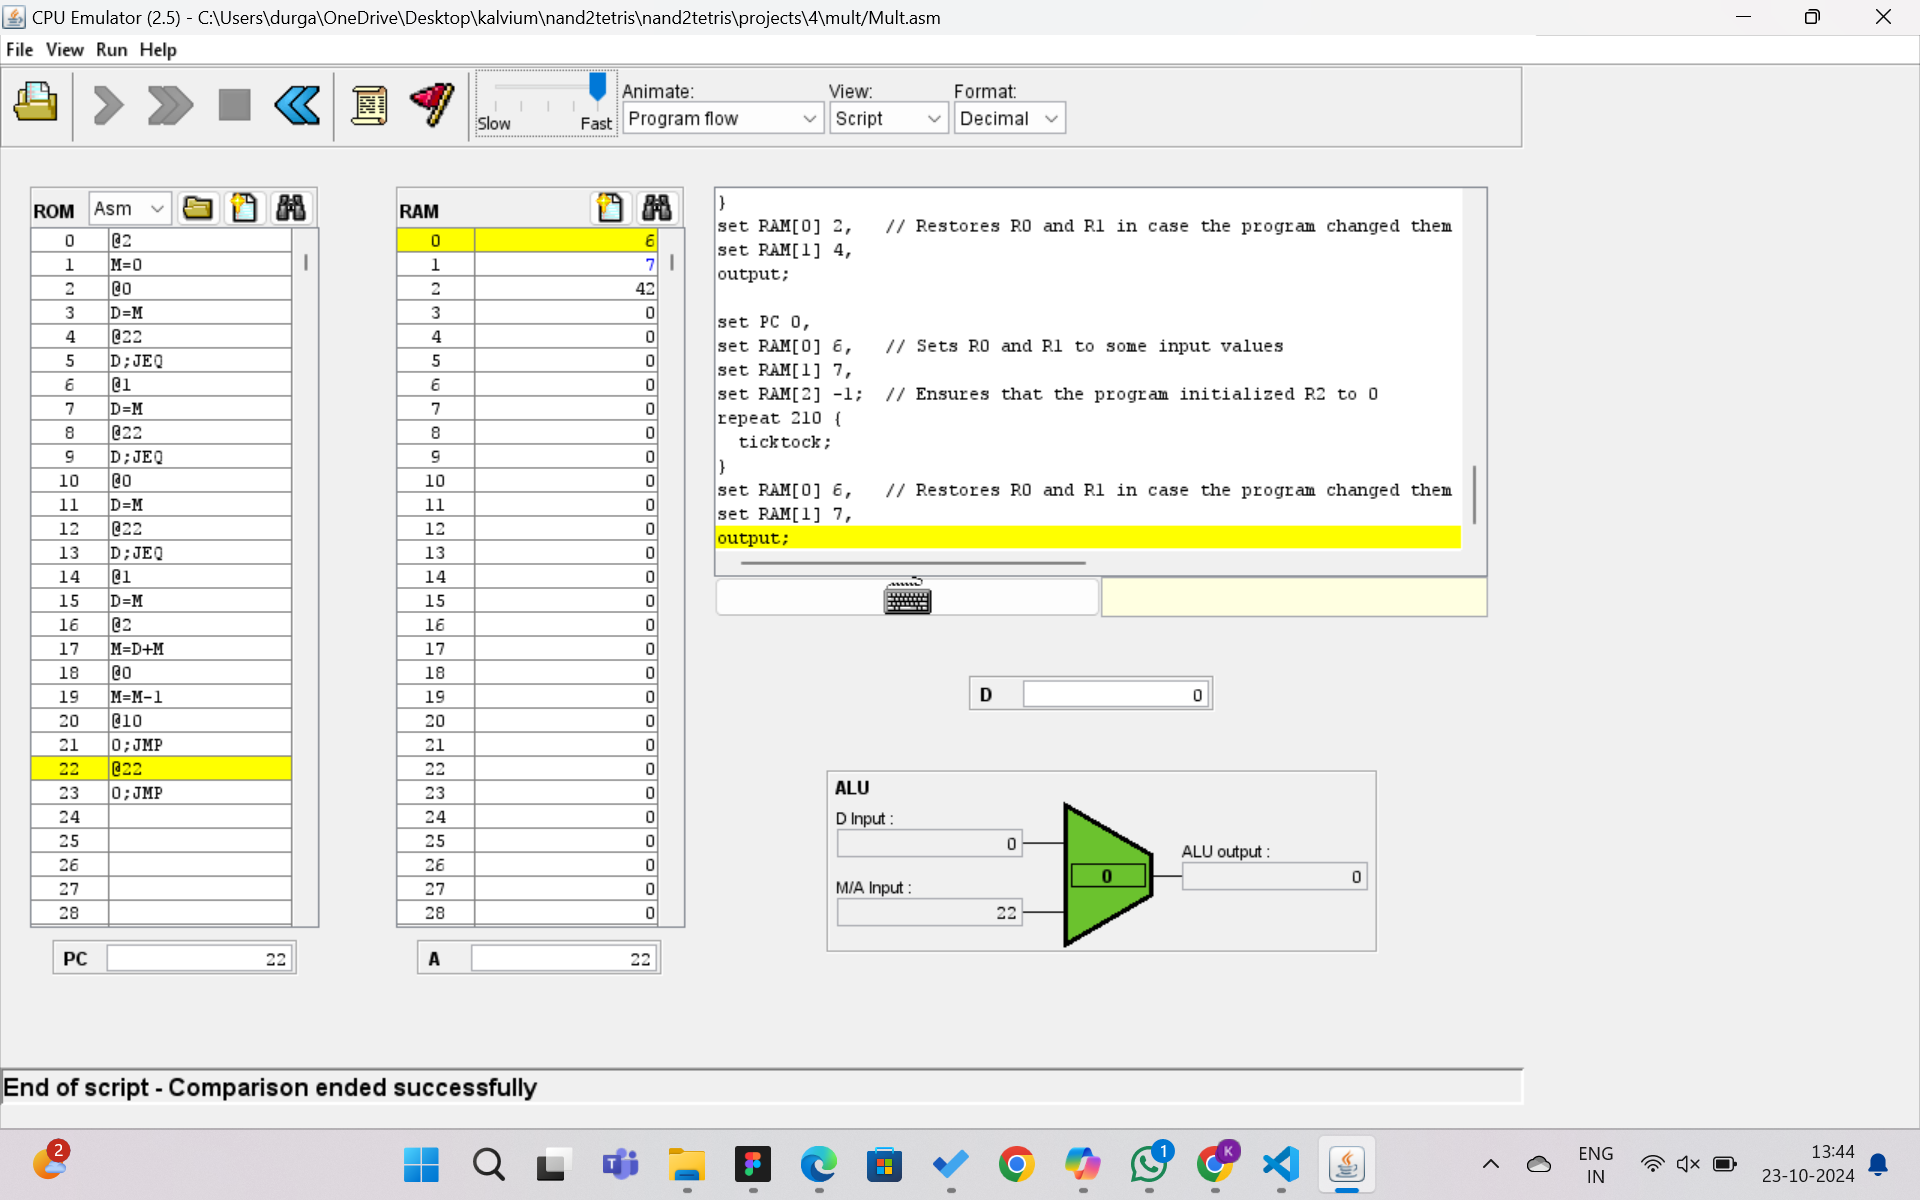 CPU Emulator (2.5) - C:\Users\durga\OneDrive\Desktop\kalvium\nand2tetris\nand2tetris\projects\4\mult/Mult.asm
File View Run Help
Slow Fast
Animate:
Program flow
View:
Script
Format:
Decimal
ROM Asm
0 @2
1 M=0
2 @0
3 D=M
4 @22
5 D;JEQ
6 @1
7 D=M
8 @22
9 D;JEQ
10 @0
11 D=M
12 @22
13 D;JEQ
14 @1
15 D=M
16 @2
17 M=D+M
18 @0
19 M=M-1
20 @10
21 0;JMP
22 @22
23 0;JMP
24
25
26
27
28
PC 22
RAM
0 6
1 7
2 42
3 0
4 0
5 0
6 0
7 0
8 0
9 0
10 0
11 0
12 0
13 0
14 0
15 0
16 0
17 0
18 0
19 0
20 0
21 0
22 0
23 0
24 0
25 0
26 0
27 0
28 0
A 22
}
set RAM[0] 2, // Restores R0 and R1 in case the program changed them
set RAM[1] 4,
output;
set PC 0,
set RAM[0] 6, // Sets R0 and R1 to some input values
set RAM[1] 7,
set RAM[2] -1; // Ensures that the program initialized R2 to 0
repeat 210 {
ticktock;
}
set RAM[0] 6, // Restores R0 and R1 in case the program changed them
set RAM[1] 7,
output;
D 0
ALU
D Input :
0
M/A Input :
22
0
ALU output :
0
End of script - Comparison ended successfully
2
1
K
ENG
IN
13:44
23-10-2024